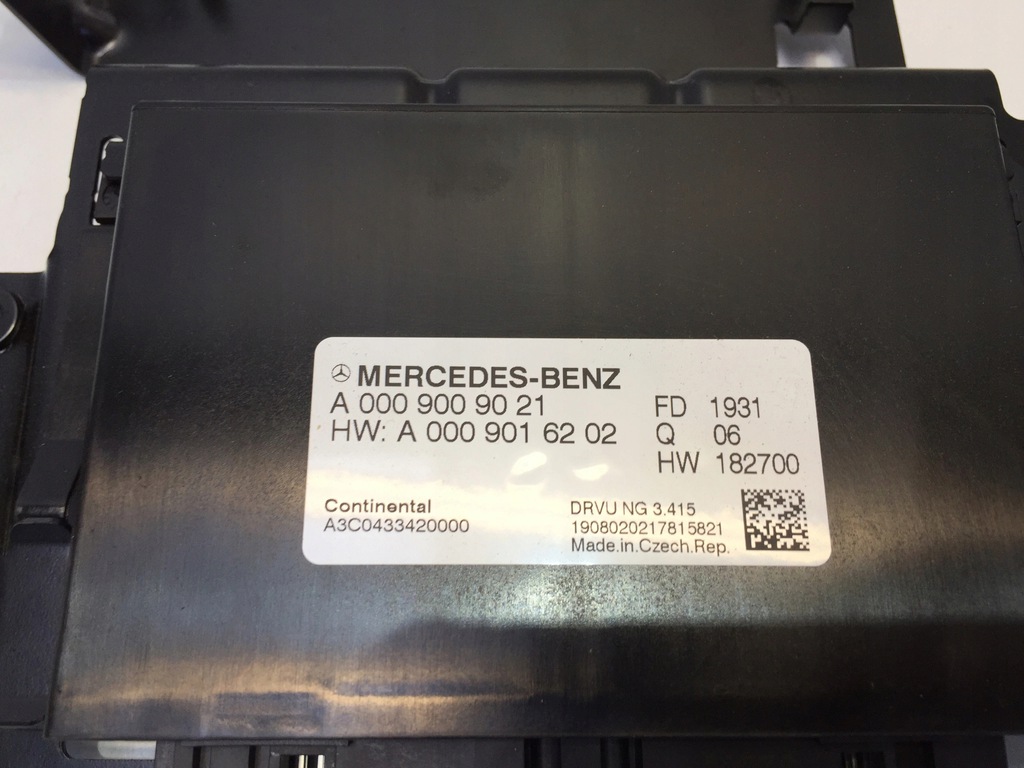 MERCEDES-BENZ
A 000 900 90 21
HW: A 000 901 62 02
FD 1931
Q 06
HW 182700
Continental
A3C0433420000
DRVU NG 3.415
1908020217815821
Made.in.Czech.Rep.